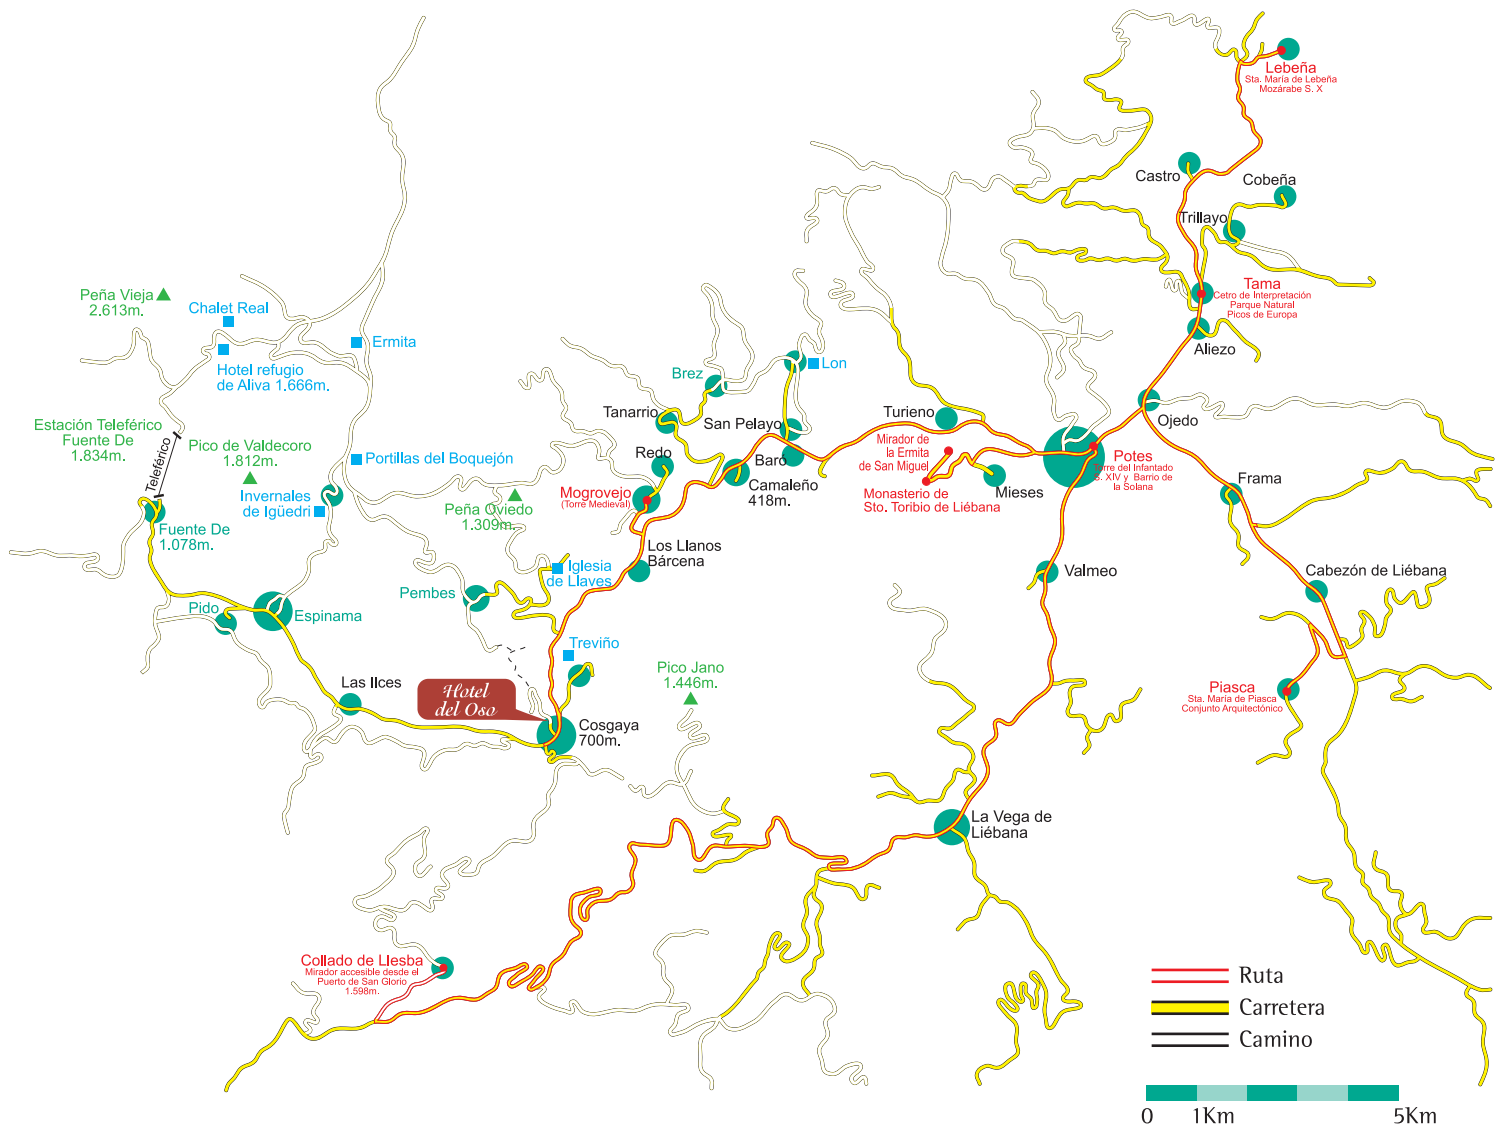 Lebeña
Sta. María de Lebeña
Mozárabe S. X
Castro
Cobeña
Trillayo
Tama
Cetro de Interpretación
Parque Natural
Picos de Europa
Aliezo
Peña Vieja
2.613m.
Chalet Real
Ermita
Hotel refugio
de Aliva 1.666m.
Brez
Lon
Tanarrio
San Pelayo
Turieno
Ojedo
Estación Teleférico
Fuente De
1.834m.
Teleférico
Pico de Valdecoro
1.812m.
Portillas del Boquejón
Redo
Baró
Camaleño
418m.
Mirador de
la Ermita
de San Miguel
Monasterio de
Sto. Toribio de Liébana
Mieses
Potes
Torre del Infantado
S. XIV y Barrio de
la Solana
Frama
Invernales
de Igüedri
Peña Oviedo
1.309m.
Mogrovejo
(Torre Medieval)
Fuente De
1.078m.
Los Llanos
Bárcena
Iglesia
de Llaves
Pembes
Valmeo
Cabezón de Liébana
Pido
Espinama
Treviño
Pico Jano
1.446m.
Las Ilces
Hotel
del Oso
Cosgaya
700m.
Piasca
Sta. María de Piasca
Conjunto Arquitectónico
La Vega de
Liébana
Collado de Llesba
Mirador accesible desde el
Puerto de San Glorio
1.598m.
Ruta
Carretera
Camino
0 1Km 5Km